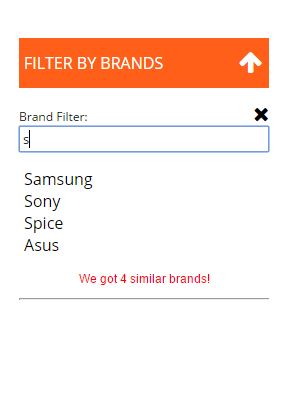 FILTER BY BRANDS
Brand Filter:
s
Samsung
Sony
Spice
Asus
We got 4 similar brands!